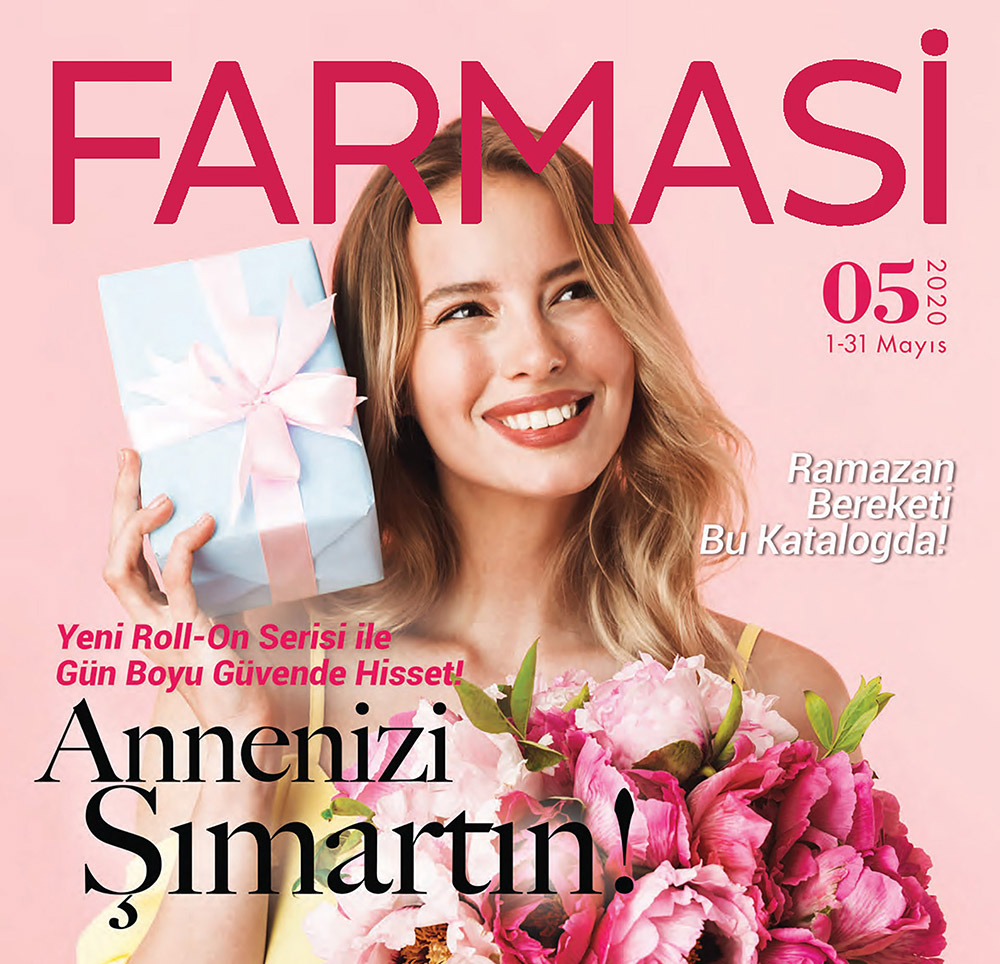 FARMASİ
05
2020
1-31 Mayıs
Ramazan
Bereketi
Bu Katalogda!
Yeni Roll-On Serisi ile
Gün Boyu Güvende Hisset!
Annenizi
Şımartın!